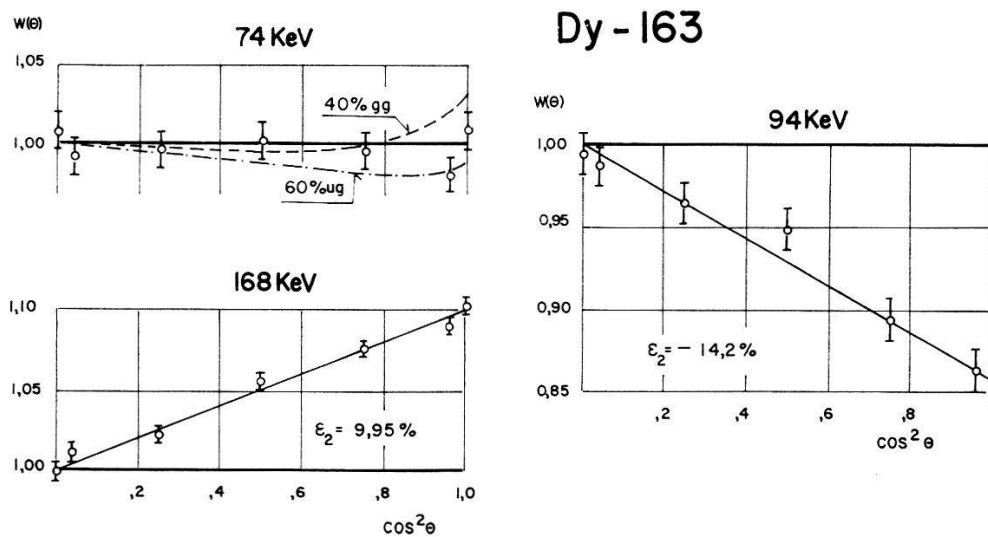 Dy - 163
W(θ)
74 KeV
1,05
40% gg
1,00
60% ug
168 KeV
1,10
1,05
ε₂ = 9,95 %
1,00
,2 ,4 ,6 ,8 1,0
cos²θ
W(θ)
94 KeV
1,00
0,95
0,90
ε₂ = − 14,2 %
0,85
,2 ,4 ,6 ,8
cos²θ